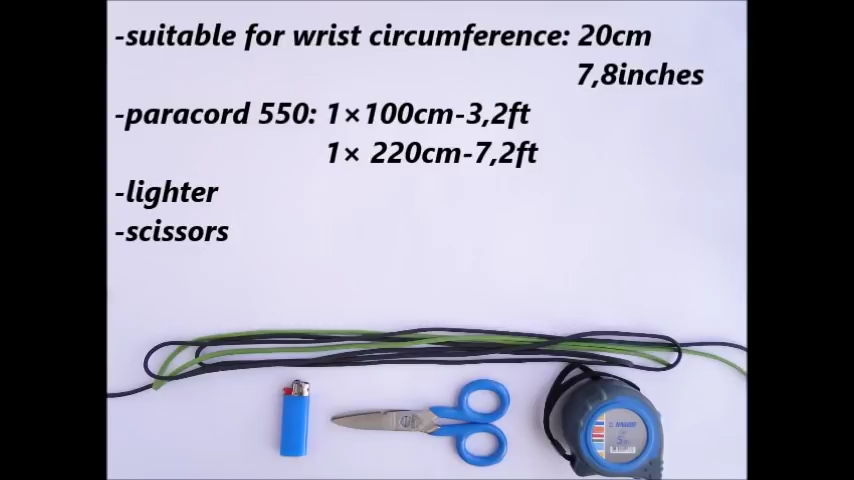 -suitable for wrist circumference: 20cm
7,8inches
-paracord 550: 1×100cm-3,2ft
1× 220cm-7,2ft
-lighter
-scissors
5m